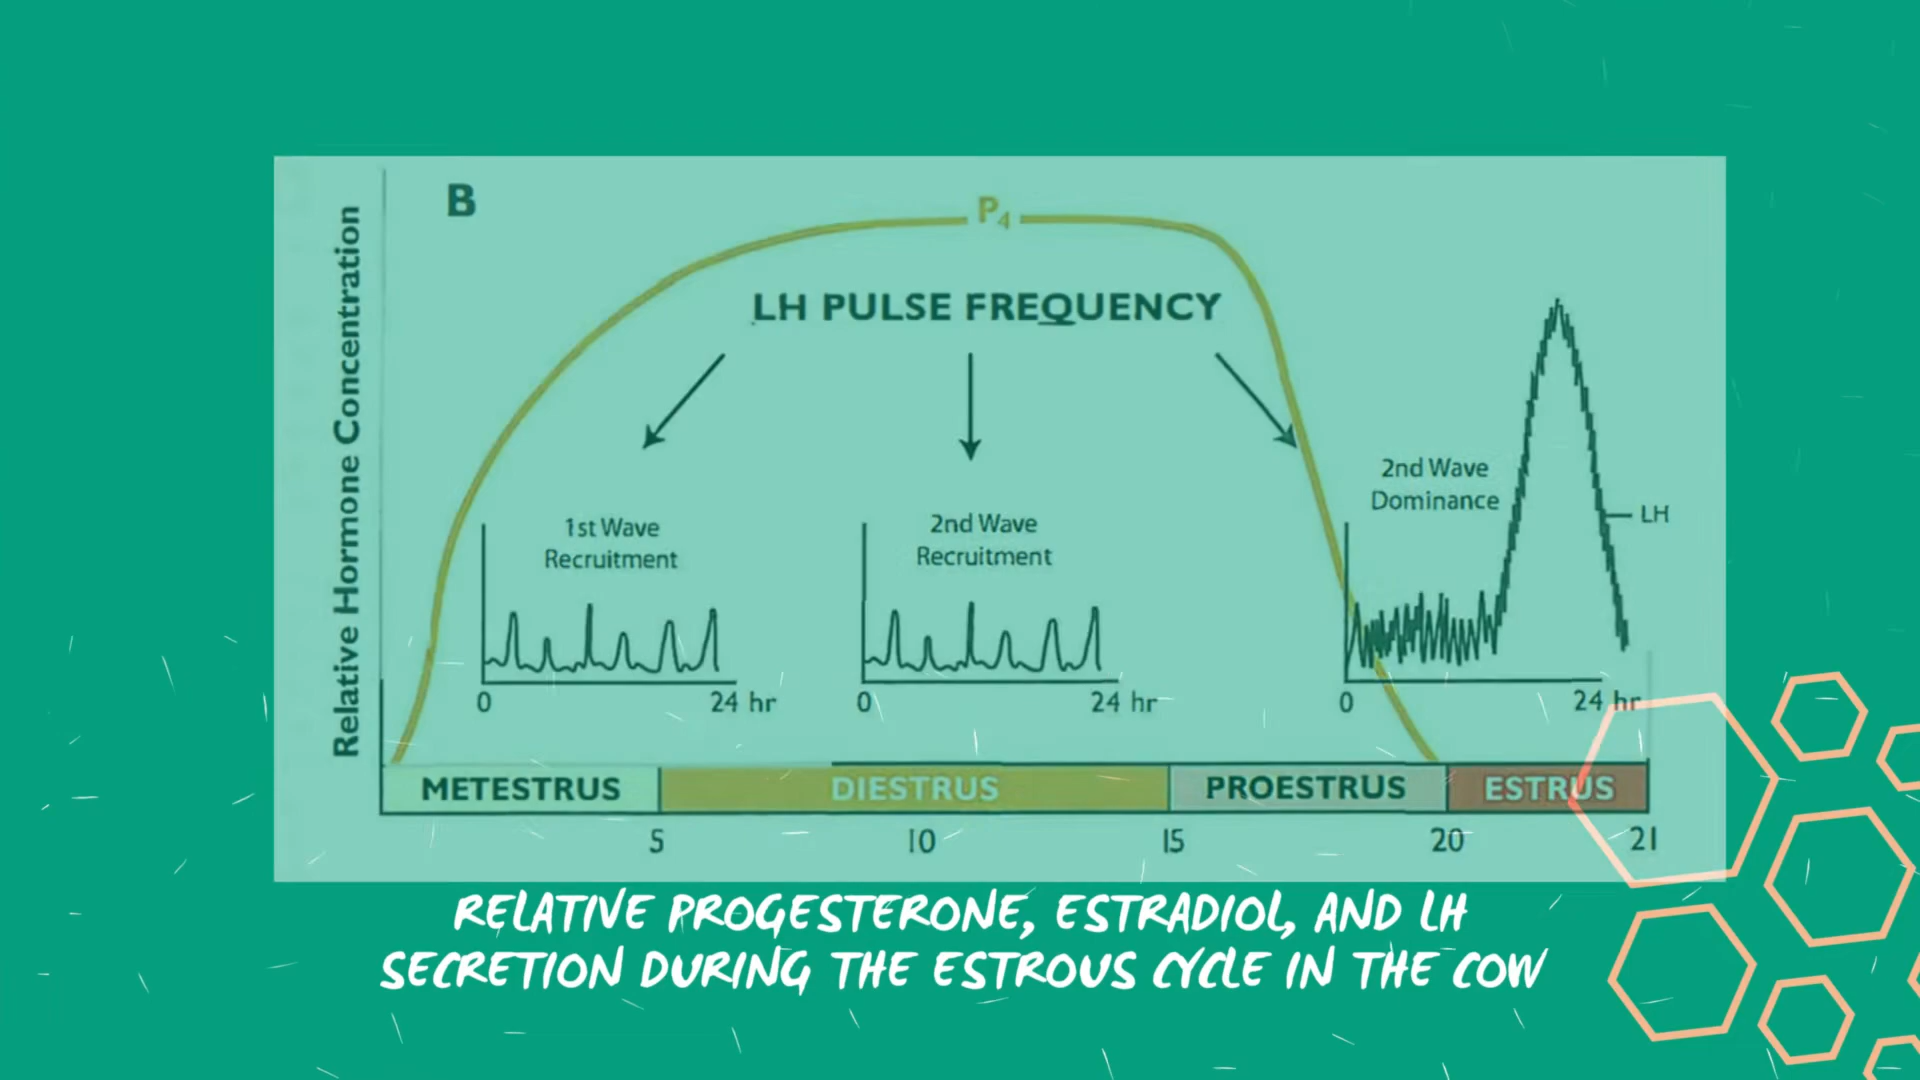 B
P4
Relative Hormone Concentration
LH PULSE FREQUENCY
1st Wave
Recruitment
0
24 hr
2nd Wave
Recruitment
0
24 hr
2nd Wave
Dominance
LH
0
24 hr
METESTRUS
DIESTRUS
PROESTRUS
ESTRUS
5
10
15
20
21
RELATIVE PROGESTERONE, ESTRADIOL, AND LH
SECRETION DURING THE ESTROUS CYCLE IN THE COW